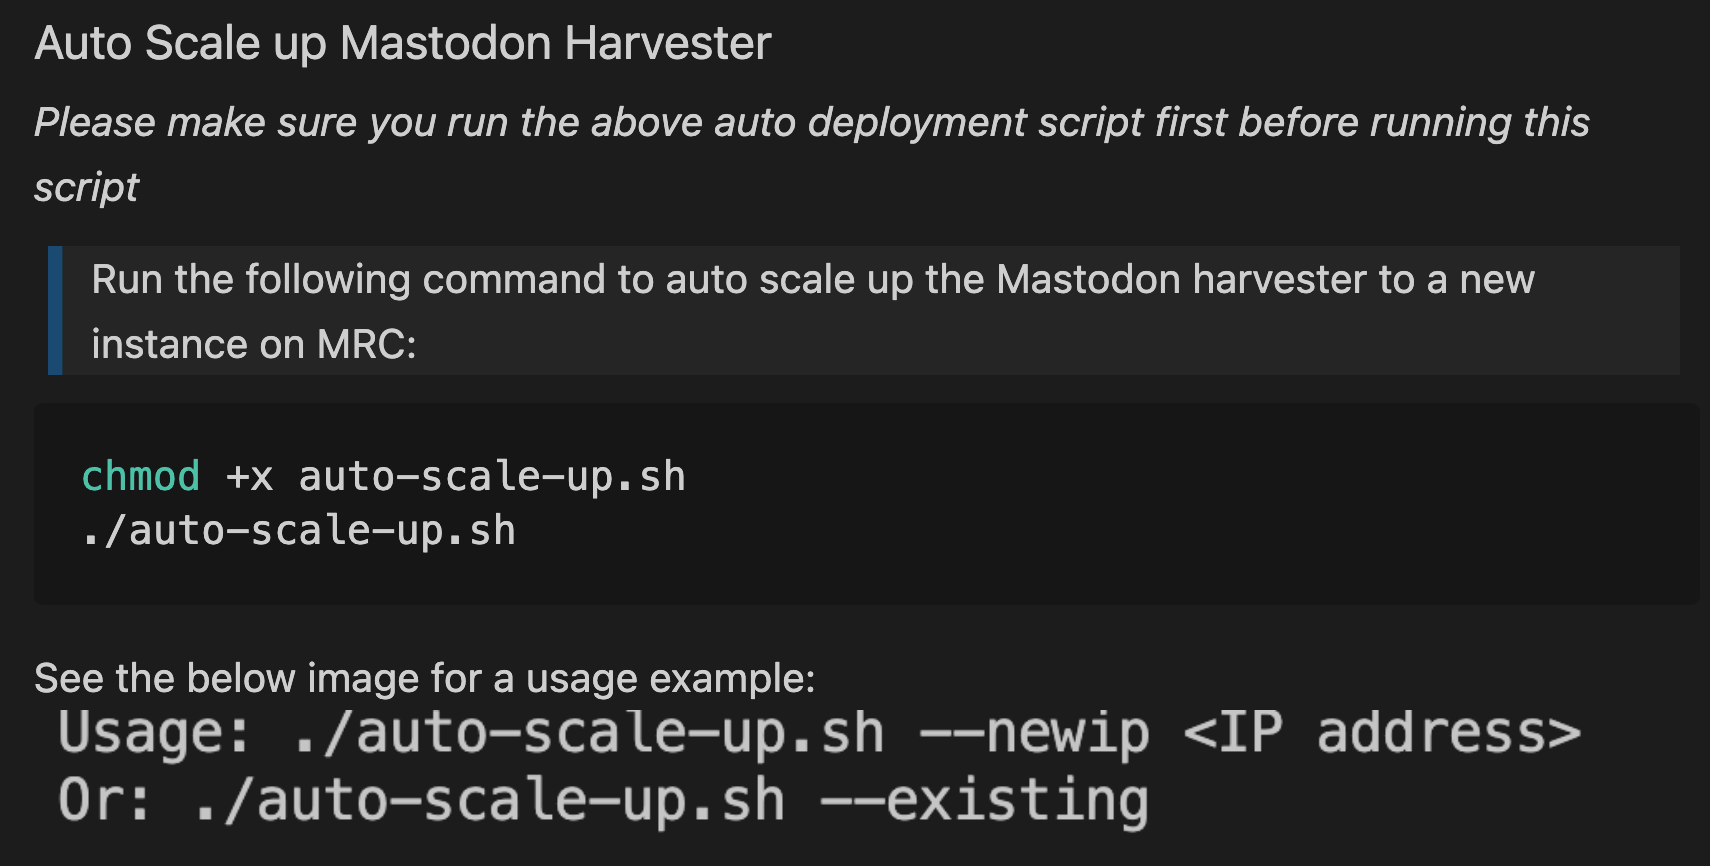 Auto Scale up Mastodon Harvester
Please make sure you run the above auto deployment script first before running this
script
Run the following command to auto scale up the Mastodon harvester to a new
instance on MRC:
chmod +x auto-scale-up.sh
./auto-scale-up.sh
See the below image for a usage example:
Usage: ./auto-scale-up.sh --newip <IP address>
Or: ./auto-scale-up.sh --existing